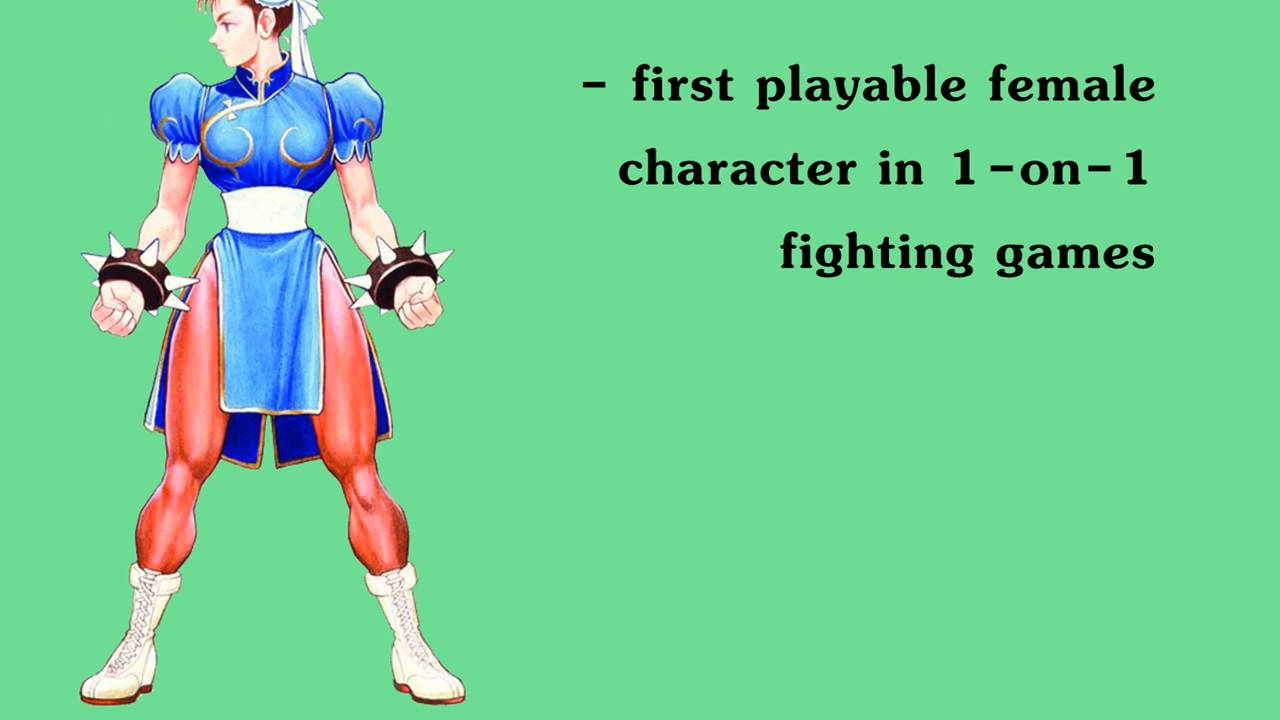 - first playable female
character in 1-on-1
fighting games